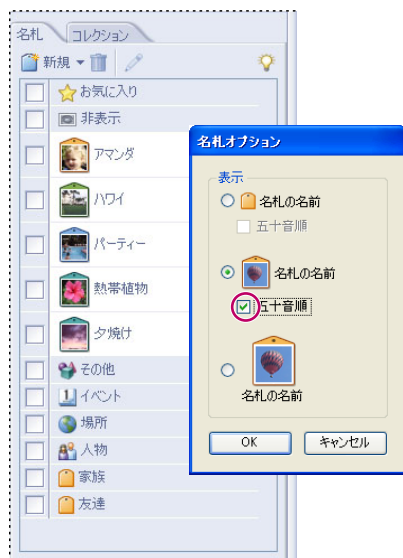 名札 コレクション
新規
お気に入り
非表示
アマンダ
ハワイ
パーティー
熱帯植物
夕焼け
その他
イベント
場所
人物
家族
友達
名札オプション
表示
名札の名前
五十音順
名札の名前
五十音順
名札の名前
OK キャンセル